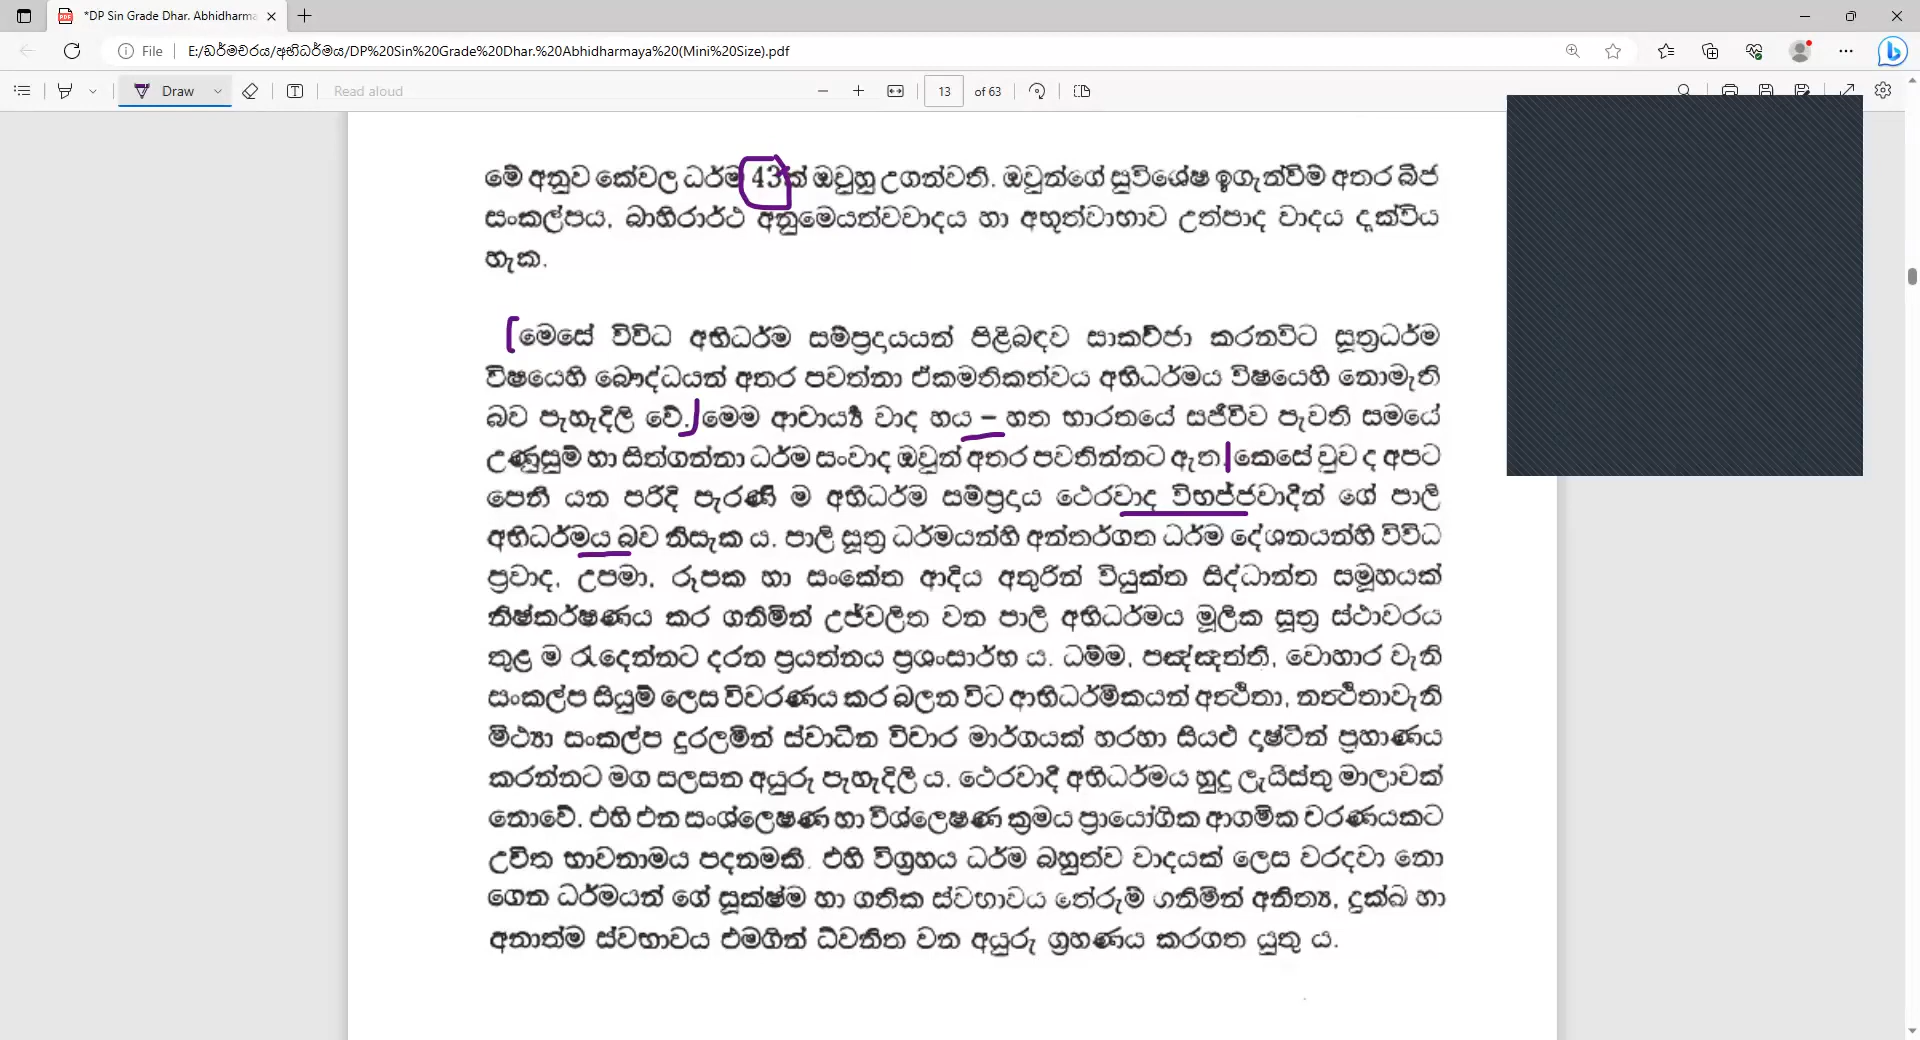 *DP Sin Grade Dhar. Abhidharma
File
E:/ධර්මචරිය/අභිධර්මය/DP%20Sin%20Grade%20Dhar.%20Abhidharmaya%20(Mini%20Size).pdf
Draw
Read aloud
13 of 63
මේ අනුව කේවල ධර්ම 43ක් ඔවුහු උගන්වති. ඔවුන්ගේ සුවිශේෂ ඉගැන්වීම් අතර බීජ
සංකල්පය, බාහිරාර්ථ අනුමෙයත්වවාදය හා අභූත්වාභාව උත්පාද වාදය දැක්විය
හැක.
මෙසේ විවිධ අභිධර්ම සම්ප්‍රදායයන් පිළිබඳව සාකච්ඡා කරනවිට සූත්‍රධර්ම
විෂයෙහි බෞද්ධයන් අතර පවත්නා ඒකමතිකත්වය අභිධර්මය විෂයෙහි නොමැති
බව පැහැදිලි වේ. මෙම ආචාර්ය්‍ය වාද හය – හත භාරතයේ සජීවීව පැවති සමයේ
උණුසුම් හා සිත්ගන්නා ධර්ම සංවාද ඔවුන් අතර පවතින්නට ඇත. කෙසේ වුව ද අපට
පෙනී යන පරිදි පැරණි ම අභිධර්ම සම්ප්‍රදාය ථෙරවාද විභජ්ජවාදීන් ගේ පාලි
අභිධර්මය බව නිසැක ය. පාලි සූත්‍ර ධර්මයන්හි අන්තර්ගත ධර්ම දේශනයන්හි විවිධ
ප්‍රවාද, උපමා, රූපක හා සංකේත ආදිය අතුරින් වියුක්ත සිද්ධාන්ත සමූහයක්
නිෂ්කර්ෂණය කර ගනිමින් උජ්වලිත වන පාලි අභිධර්මය මූලික සූත්‍ර ස්ථාවරය
තුළ ම රැඳෙන්නට දරන ප්‍රයත්නය ප්‍රශංසාර්භ ය. ධම්ම, පඤ්ඤත්ති, වොහාර වැනි
සංකල්ප සියුම් ලෙස විවරණය කර බලන විට ආභිධර්මිකයන් අත්ථිතා, නත්ථිතාවැනි
මිථ්‍යා සංකල්ප දුරලමින් ස්වාධීන විචාර මාර්ගයක් හරහා සියළු දෘෂ්ටීන් ප්‍රහාණය
කරන්නට මග සලසන අයුරු පැහැදිලි ය. ථෙරවාදී අභිධර්මය හුදු ලැයිස්තු මාලාවක්
නොවේ. එහි එන සංශ්ලෙෂණ හා විශ්ලෙෂණ ක්‍රමය ප්‍රායෝගික ආගමික චරණයකට
උචිත භාවනාමය පදනමකි. එහි විග්‍රහය ධර්ම බහුත්ව වාදයක් ලෙස වරදවා නො
ගෙන ධර්මයන් ගේ සූක්ෂ්ම හා ගතික ස්වභාවය තේරුම් ගනිමින් අනිත්‍ය, දුක්ඛ හා
අනාත්ම ස්වභාවය එමගින් ධ්වනිත වන අයුරු ග්‍රහණය කරගත යුතු ය.